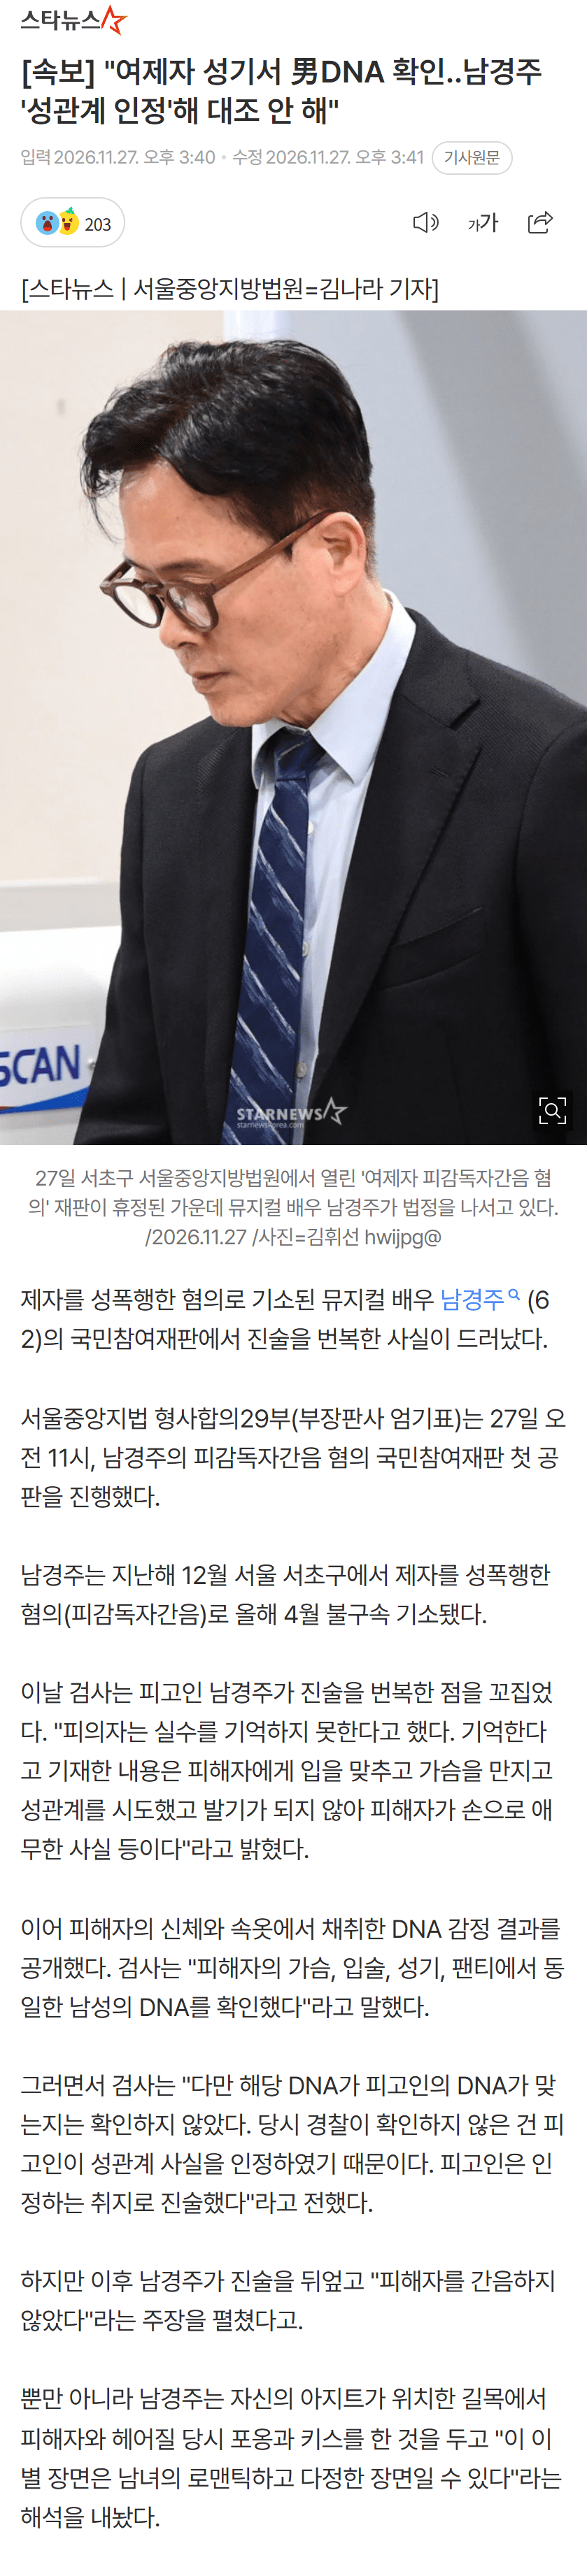 스타뉴스
[속보] "여제자 성기서 男DNA 확인..남경주
'성관계 인정'해 대조 안 해"
입력 2026.11.27. 오후 3:40 · 수정 2026.11.27. 오후 3:41 기사원문
203
가가
[스타뉴스 | 서울중앙지방법원=김나라 기자]
SCAN
STARNEWS
starnewskorea.com
27일 서초구 서울중앙지방법원에서 열린 '여제자 피감독자간음 혐
의' 재판이 휴정된 가운데 뮤지컬 배우 남경주가 법정을 나서고 있다.
/2026.11.27 /사진=김휘선 hwijpg@
제자를 성폭행한 혐의로 기소된 뮤지컬 배우 남경주 (6
2)의 국민참여재판에서 진술을 번복한 사실이 드러났다.
서울중앙지법 형사합의29부(부장판사 엄기표)는 27일 오
전 11시, 남경주의 피감독자간음 혐의 국민참여재판 첫 공
판을 진행했다.
남경주는 지난해 12월 서울 서초구에서 제자를 성폭행한
혐의(피감독자간음)로 올해 4월 불구속 기소됐다.
이날 검사는 피고인 남경주가 진술을 번복한 점을 꼬집었
다. "피의자는 실수를 기억하지 못한다고 했다. 기억한다
고 기재한 내용은 피해자에게 입을 맞추고 가슴을 만지고
성관계를 시도했고 발기가 되지 않아 피해자가 손으로 애
무한 사실 등이다"라고 밝혔다.
이어 피해자의 신체와 속옷에서 채취한 DNA 감정 결과를
공개했다. 검사는 "피해자의 가슴, 입술, 성기, 팬티에서 동
일한 남성의 DNA를 확인했다"라고 말했다.
그러면서 검사는 "다만 해당 DNA가 피고인의 DNA가 맞
는지는 확인하지 않았다. 당시 경찰이 확인하지 않은 건 피
고인이 성관계 사실을 인정하였기 때문이다. 피고인은 인
정하는 취지로 진술했다"라고 전했다.
하지만 이후 남경주가 진술을 뒤엎고 "피해자를 간음하지
않았다"라는 주장을 펼쳤다고.
뿐만 아니라 남경주는 자신의 아지트가 위치한 길목에서
피해자와 헤어질 당시 포옹과 키스를 한 것을 두고 "이 이
별 장면은 남녀의 로맨틱하고 다정한 장면일 수 있다"라는
해석을 내놨다.